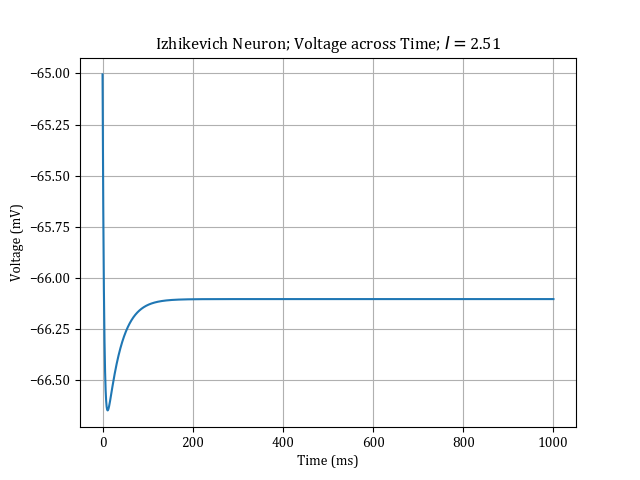 Izhikevich Neuron; Voltage across Time; I = 2.51
−65.00
−65.25
−65.50
−65.75
−66.00
−66.25
−66.50
Voltage (mV)
0 200 400 600 800 1000
Time (ms)